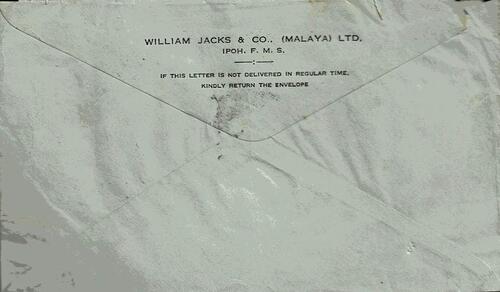 WILLIAM JACKS & CO., (MALAYA) LTD.
IPOH. F. M. S.
IF THIS LETTER IS NOT DELIVERED IN REGULAR TIME,
KINDLY RETURN THE ENVELOPE